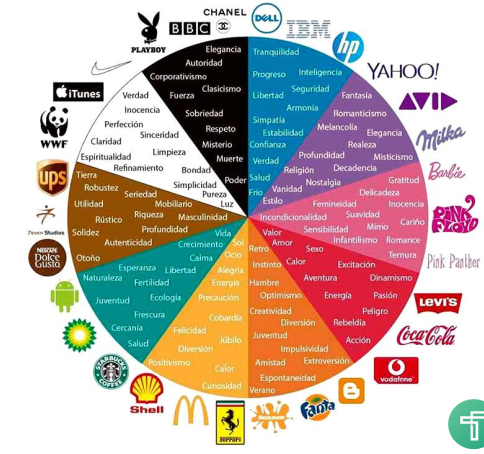 CHANEL
PLAYBOY
BBC
DELL
IBM
hp
YAHOO!
AVID
Milka
Barbie
PINK FLOYD
Pink Panther
LEVI'S
Coca-Cola
vodafone
FANTA
Ferrari
Shell
STARBUCKS COFFEE
bp
NESCAFÉ
Dolce Gusto
7even Studies
ups
WWF
iTunes
Elegancia
Autoridad
Corporativismo
Clasicismo
Fuerza
Sobriedad
Respeto
Misterio
Muerte
Poder
Tranquilidad
Progreso
Inteligencia
Libertad
Seguridad
Armonía
Simpatía
Estabilidad
Confianza
Verdad
Salud
Frío
Fantasía
Romanticismo
Melancolía
Elegancia
Realeza
Profundidad
Misticismo
Religión
Decadencia
Nostalgia
Vanidad
Estilo
Gratitud
Delicadeza
Femineidad
Inocencia
Incondicionalidad
Suavidad
Cariño
Sensibilidad
Mimo
Infantilismo
Romance
Ternura
Valor
Amor
Sexo
Calor
Excitación
Dinamismo
Aventura
Energía
Pasión
Peligro
Rebeldía
Acción
Retro
Instinto
Hambre
Optimismo
Creatividad
Diversión
Juventud
Impulsividad
Amistad
Extroversión
Espontaneidad
Verano
Sol
Ocio
Alegría
Energía
Precaución
Cobardía
Felicidad
Júbilo
Diversión
Positivismo
Calor
Curiosidad
Vida
Crecimiento
Calma
Esperanza
Libertad
Naturaleza
Fertilidad
Juventud
Ecología
Frescura
Cercanía
Salud
Tierra
Robustez
Seriedad
Utilidad
Mobiliario
Rústico
Riqueza
Masculinidad
Solidez
Profundidad
Autenticidad
Otoño
Verdad
Inocencia
Perfección
Sinceridad
Claridad
Limpieza
Espiritualidad
Refinamiento
Bondad
Simplicidad
Pureza
Luz